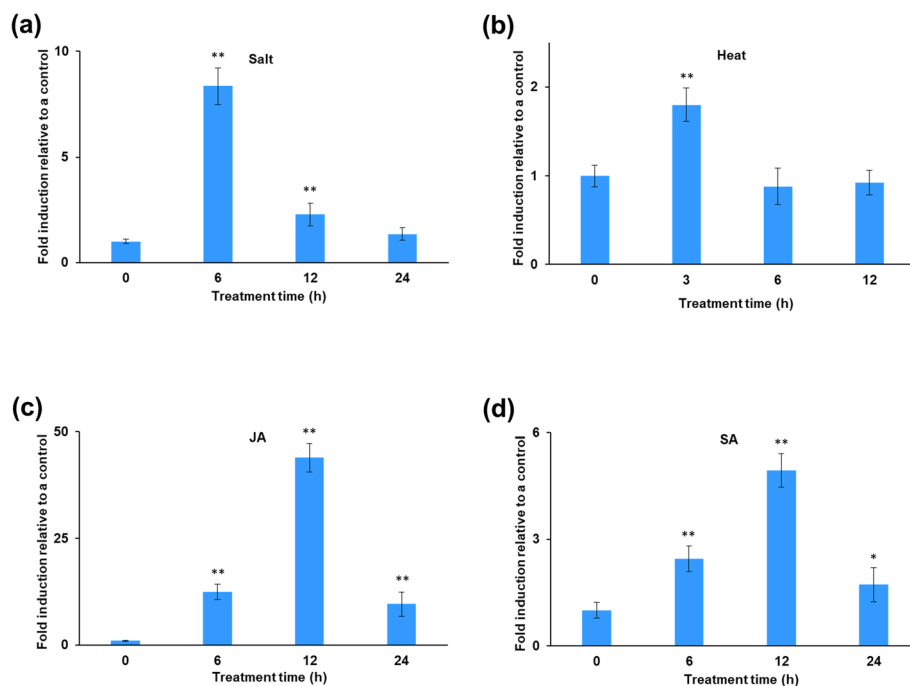 (a)
Salt
**
**
10
5
0
Fold induction relative to a control
0 6 12 24
Treatment time (h)
(b)
Heat
**
2
1
0
Fold induction relative to a control
0 3 6 12
Treatment time (h)
(c)
JA
**
**
**
50
25
0
Fold induction relative to a control
0 6 12 24
Treatment time (h)
(d)
SA
**
**
*
6
3
0
Fold induction relative to a control
0 6 12 24
Treatment time (h)